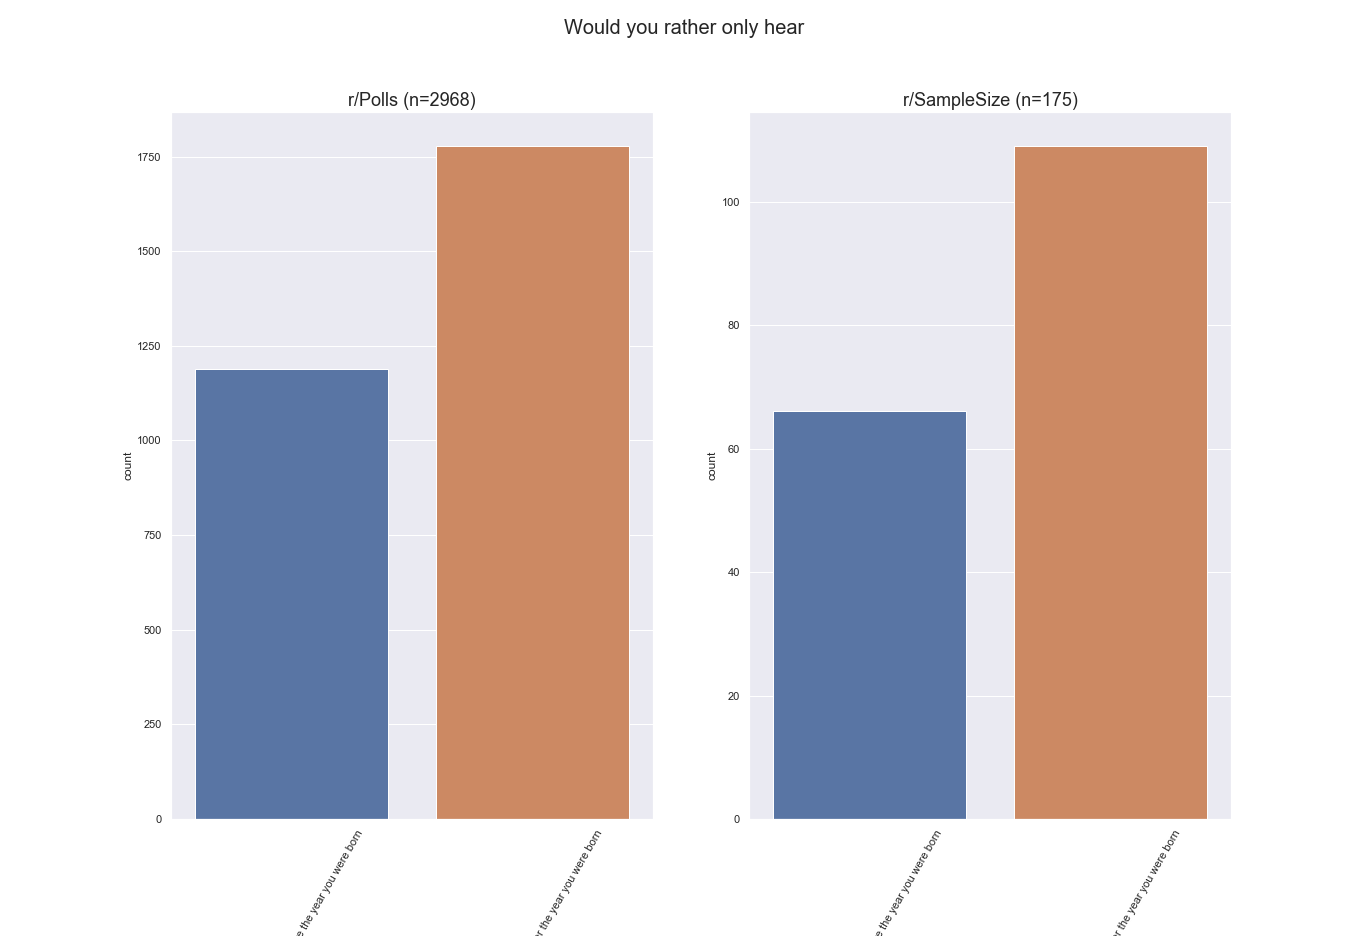 Would you rather only hear
r/Polls (n=2968)
r/SampleSize (n=175)
1750
1500
1250
1000
750
500
250
0
count
the year you were born
the year you were born
100
80
60
40
20
0
count
the year you were born
the year you were born